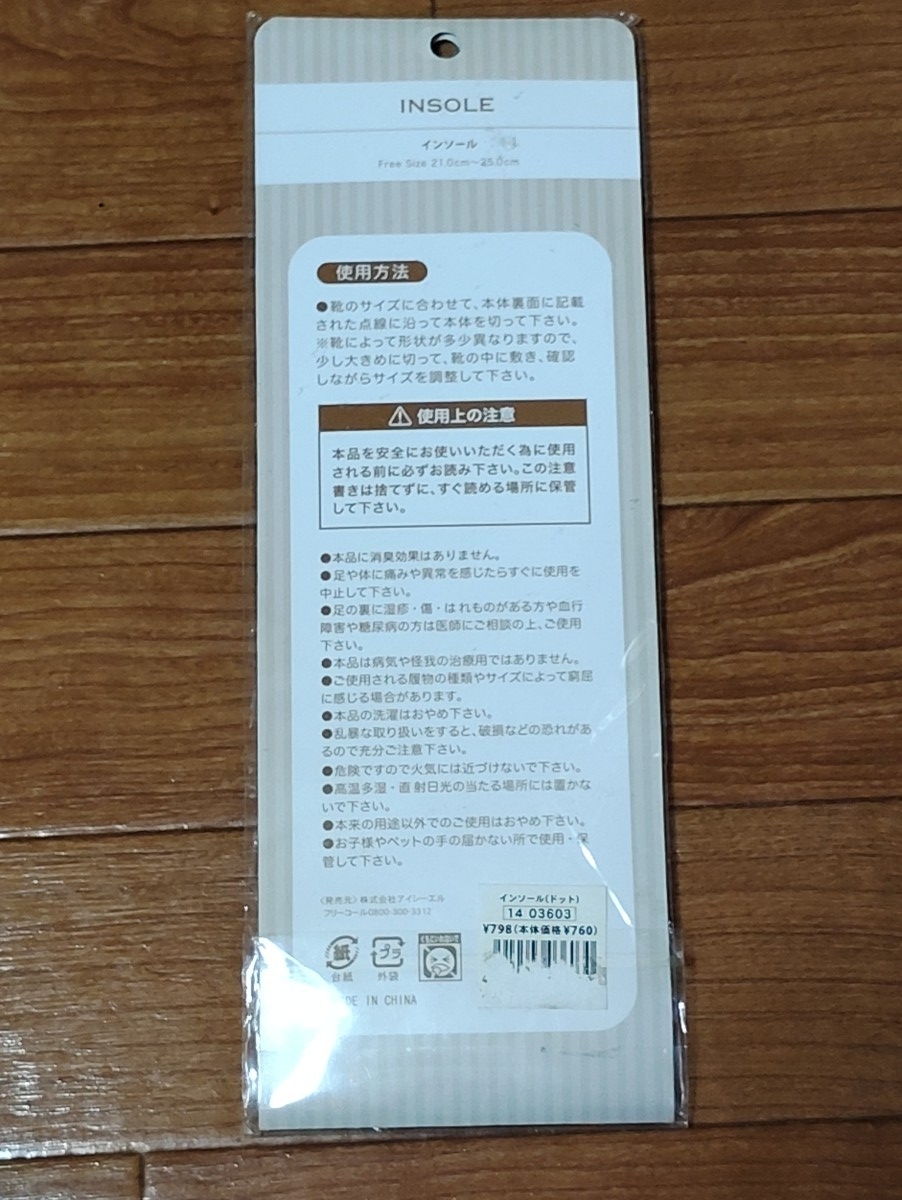 INSOLE
インソール
Free Size 21.0cm～25.0cm
使用方法
●靴のサイズに合わせて、本体裏面に記載
された点線に沿って本体を切って下さい。
※靴によって形状が多少異なりますので、
少し大きめに切って、靴の中に敷き、確認
しながらサイズを調整して下さい。
使用上の注意
本品を安全にお使いいただく為に使用
される前に必ずお読み下さい。この注意
書きは捨てずに、すぐ読める場所に保管
して下さい。
●本品に消臭効果はありません。
●足や体に痛みや異常を感じたらすぐに使用を
中止して下さい。
●足の裏に湿疹・傷・はれものがある方や血行
障害や糖尿病の方は医師にご相談の上、ご使用
下さい。
●本品は病気や怪我の治療用ではありません。
●ご使用される履物の種類やサイズによって窮屈
に感じる場合があります。
●本品の洗濯はおやめ下さい。
●乱暴な取り扱いをすると、破損などの恐れがあ
るので充分ご注意下さい。
●危険ですので火気には近づけないで下さい。
●高温多湿・直射日光の当たる場所には置かな
いで下さい。
●本来の用途以外でのご使用はおやめ下さい。
●お子様やペットの手の届かない所で使用・保
管して下さい。
〈発売元〉株式会社アイシーエル
フリーコール0800-300-3312
紙
台紙
プラ
外袋
IN CHINA
インソール(ドット)
14 03603
¥798(本体価格¥760)